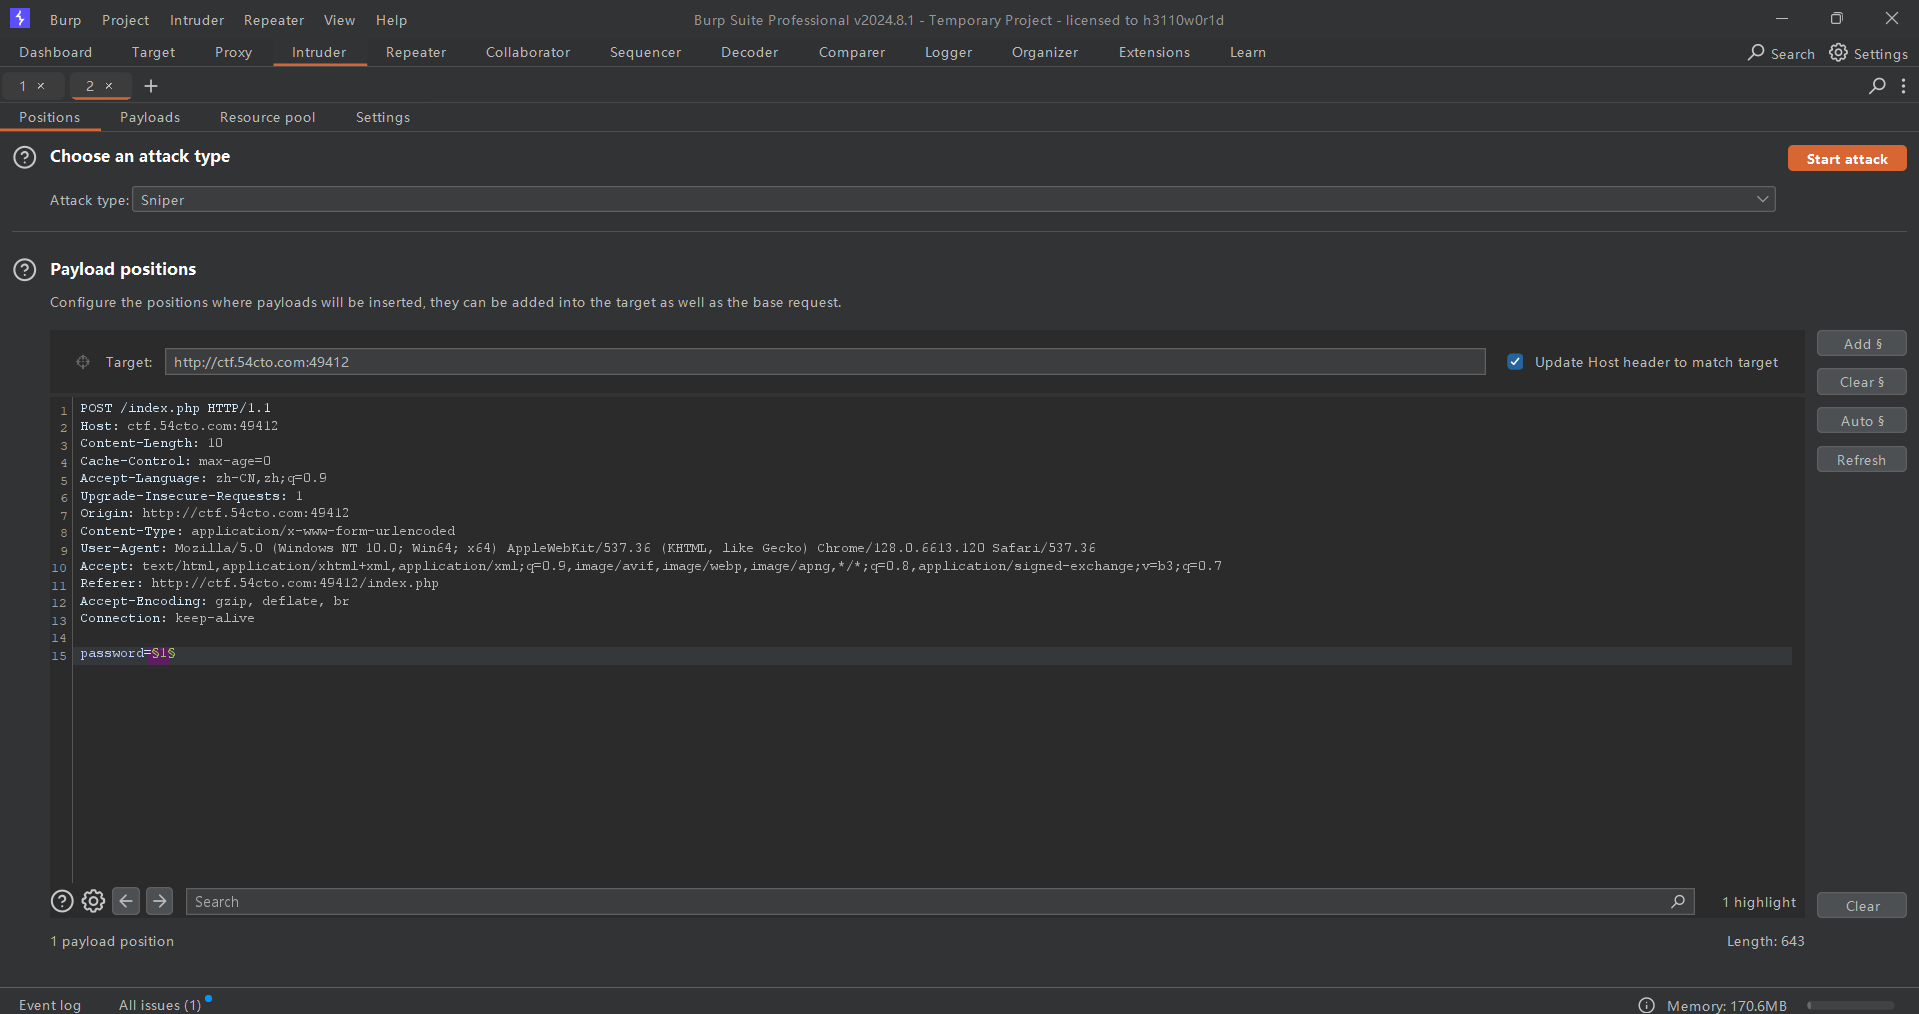 Burp Project Intruder Repeater View Help Burp Suite Professional v2024.8.1 - Temporary Project - licensed to h3110w0r1d
Dashboard Target Proxy Intruder Repeater Collaborator Sequencer Decoder Comparer Logger Organizer Extensions Learn Search Settings
1 × 2 × +
Positions Payloads Resource pool Settings
Choose an attack type
Start attack
Attack type: Sniper
Payload positions
Configure the positions where payloads will be inserted, they can be added into the target as well as the base request.
Target: http://ctf.54cto.com:49412 Update Host header to match target
Add §
Clear §
Auto §
Refresh
1 POST /index.php HTTP/1.1
2 Host: ctf.54cto.com:49412
3 Content-Length: 10
4 Cache-Control: max-age=0
5 Accept-Language: zh-CN,zh;q=0.9
6 Upgrade-Insecure-Requests: 1
7 Origin: http://ctf.54cto.com:49412
8 Content-Type: application/x-www-form-urlencoded
9 User-Agent: Mozilla/5.0 (Windows NT 10.0; Win64; x64) AppleWebKit/537.36 (KHTML, like Gecko) Chrome/128.0.6613.120 Safari/537.36
10 Accept: text/html,application/xhtml+xml,application/xml;q=0.9,image/avif,image/webp,image/apng,*/*;q=0.8,application/signed-exchange;v=b3;q=0.7
11 Referer: http://ctf.54cto.com:49412/index.php
12 Accept-Encoding: gzip, deflate, br
13 Connection: keep-alive
14
15 password=§1§
Search 1 highlight Clear
1 payload position Length: 643
Event log All issues (1) Memory: 170.6MB